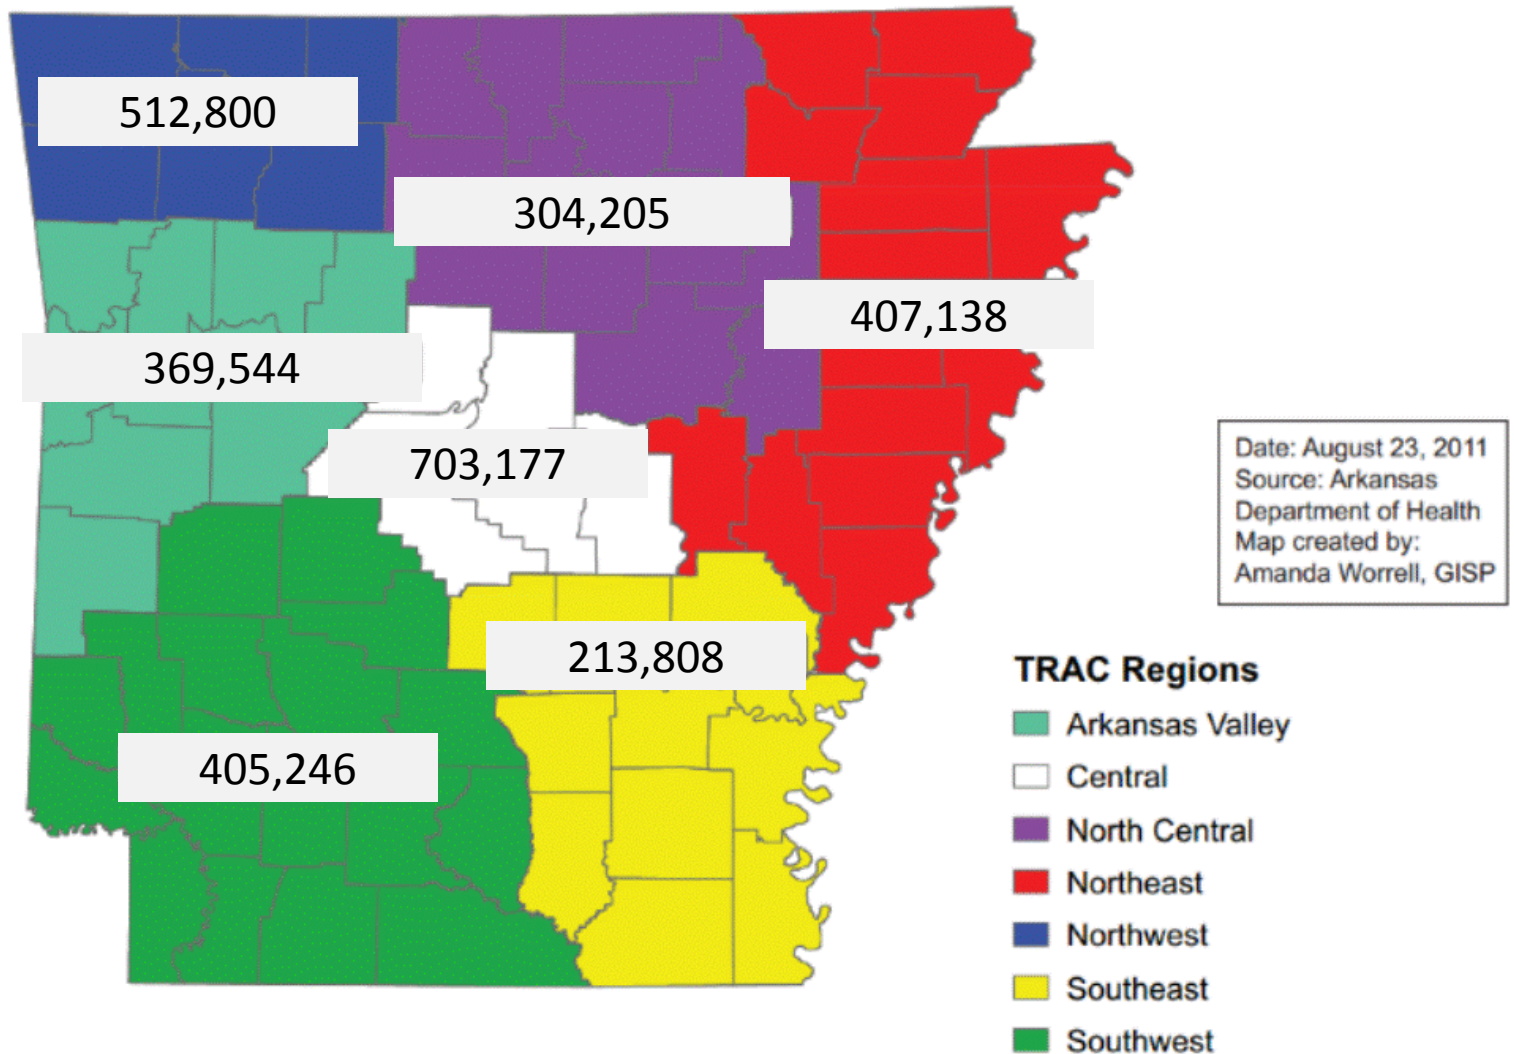 512,800
304,205
407,138
369,544
703,177
213,808
405,246
Date: August 23, 2011
Source: Arkansas
Department of Health
Map created by:
Amanda Worrell, GISP
TRAC Regions
Arkansas Valley
Central
North Central
Northeast
Northwest
Southeast
Southwest